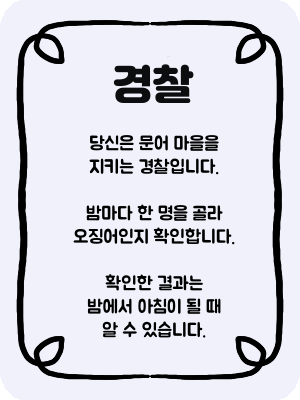 경찰
당신은 문어 마을을
지키는 경찰입니다.
밤마다 한 명을 골라
오징어인지 확인합니다.
확인한 결과는
밤에서 아침이 될 때
알 수 있습니다.